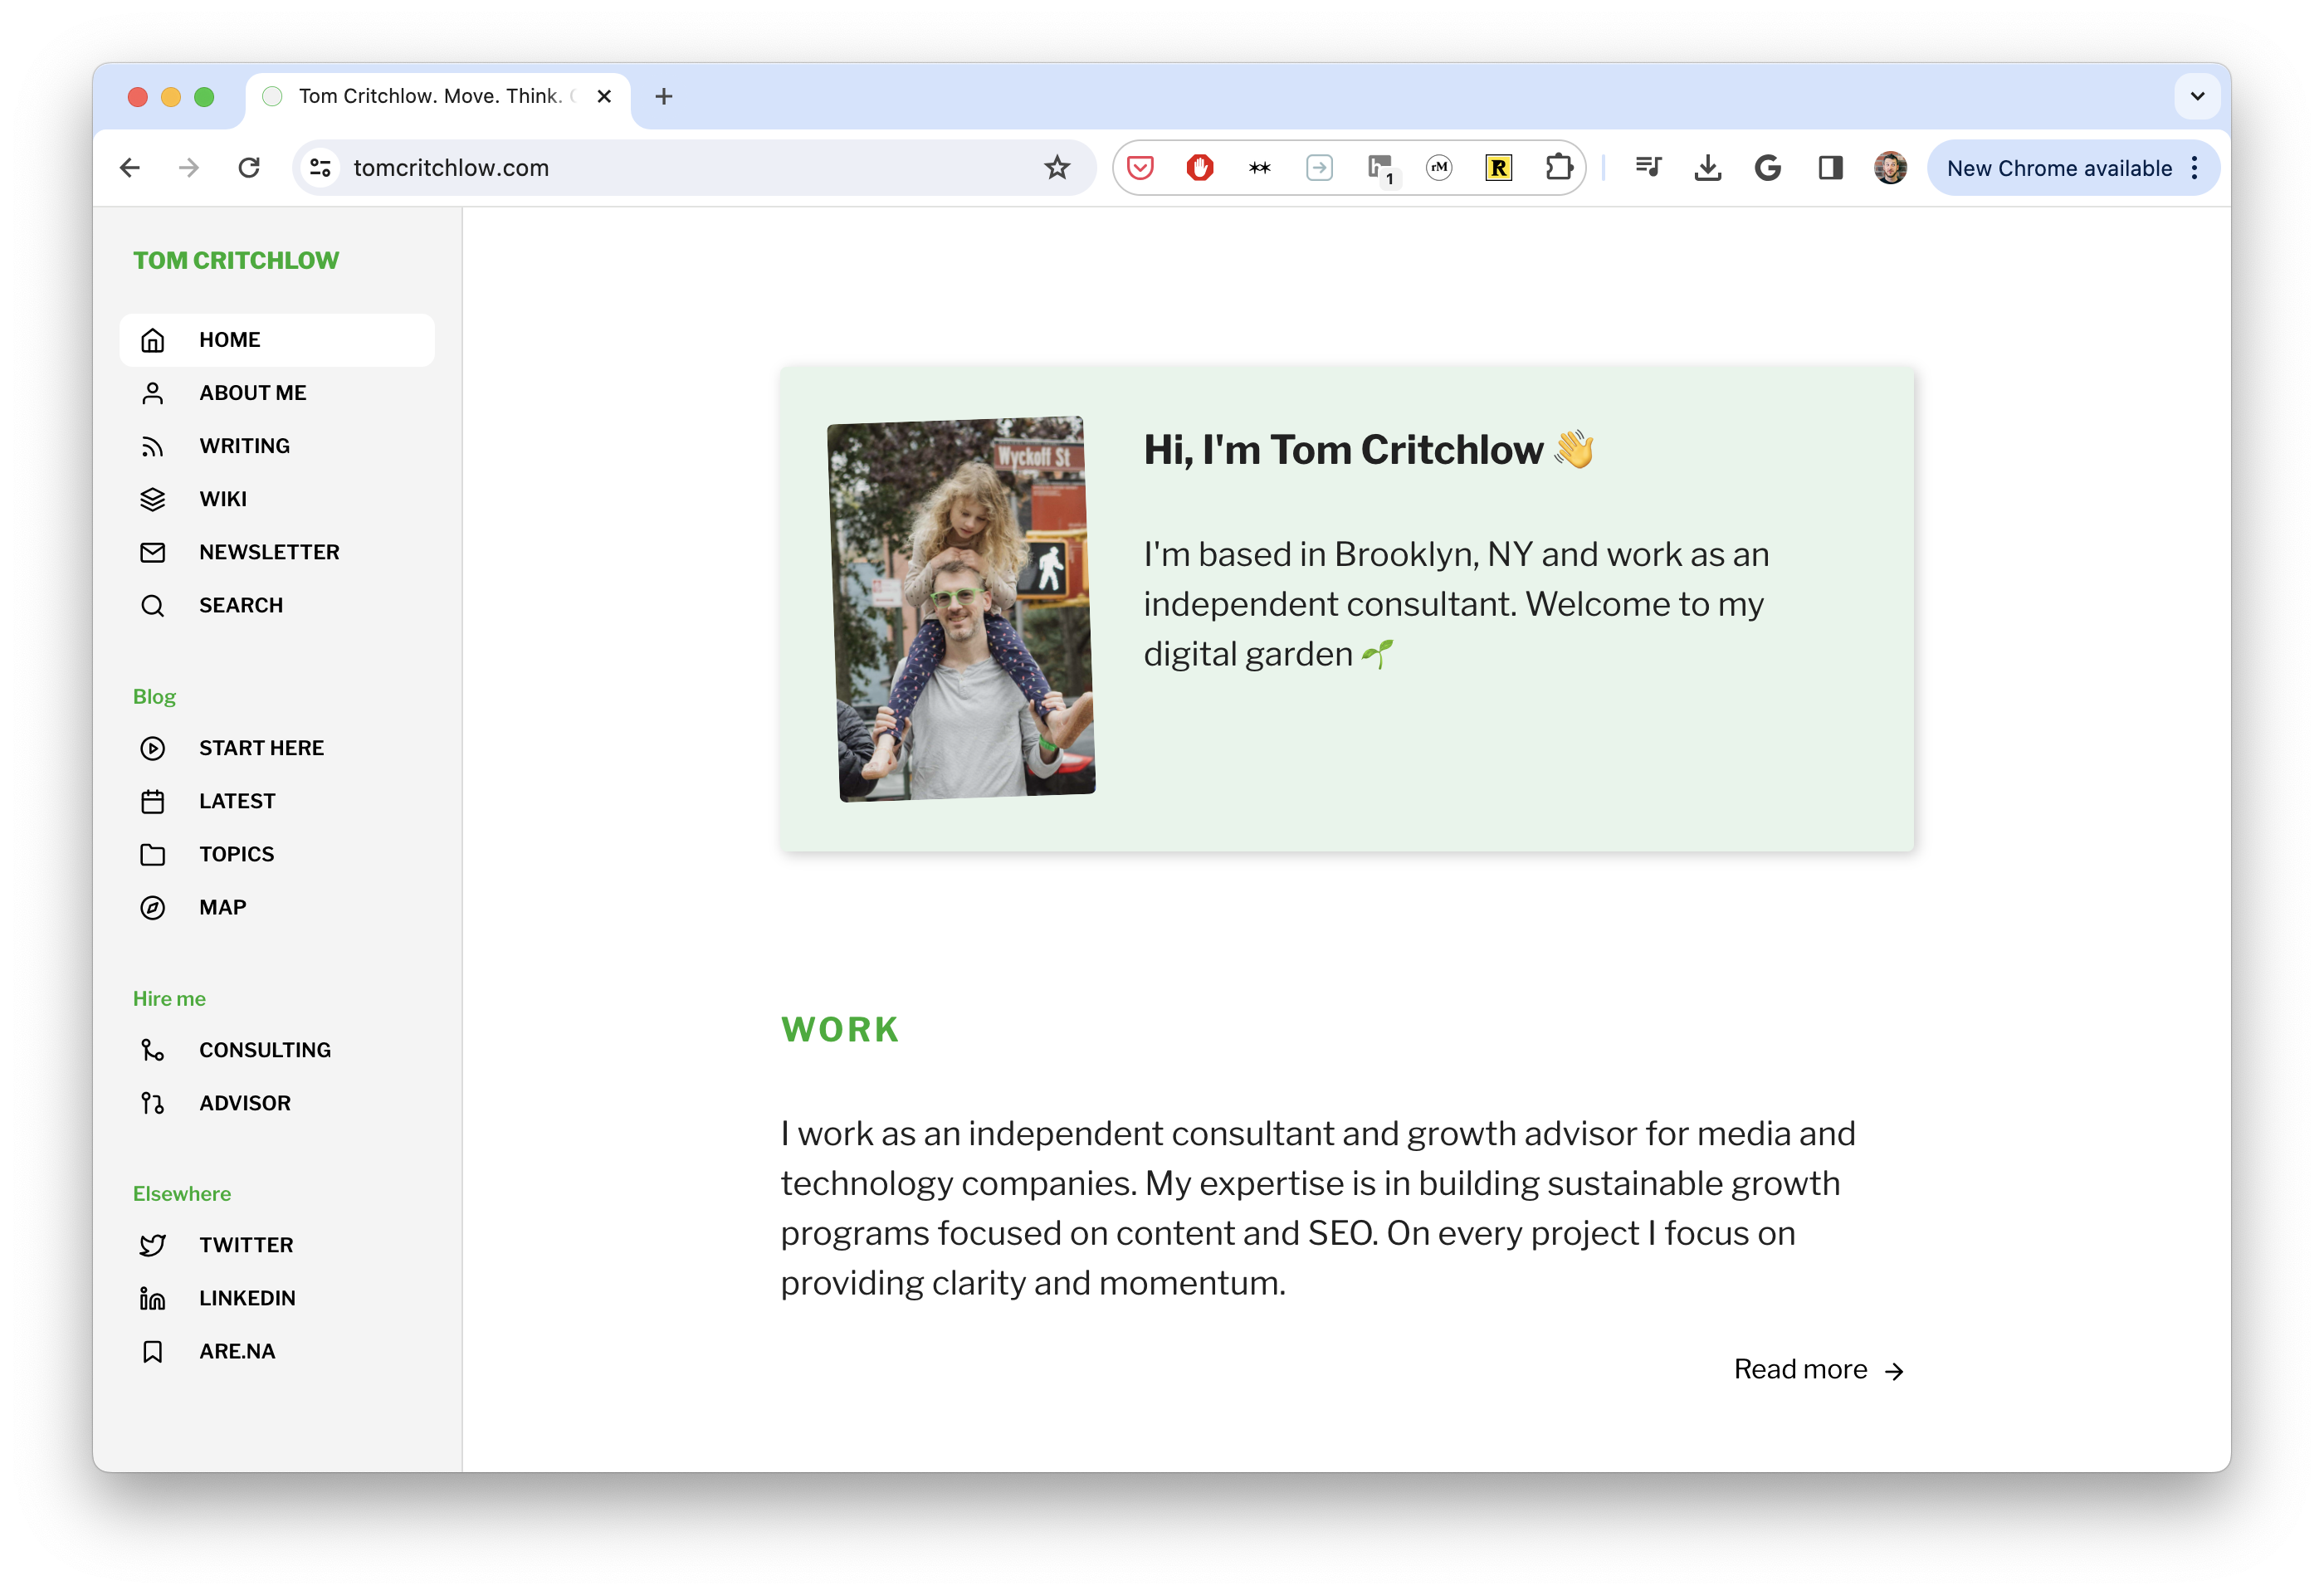 Tom Critchlow. Move. Think.
tomcritchlow.com
1
rM
R
New Chrome available
TOM CRITCHLOW
HOME
ABOUT ME
WRITING
WIKI
NEWSLETTER
SEARCH
Blog
START HERE
LATEST
TOPICS
MAP
Hire me
CONSULTING
ADVISOR
Elsewhere
TWITTER
LINKEDIN
ARE.NA
Wyckoff St
Hi, I'm Tom Critchlow 👋
I'm based in Brooklyn, NY and work as an
independent consultant. Welcome to my
digital garden 🌱
WORK
I work as an independent consultant and growth advisor for media and
technology companies. My expertise is in building sustainable growth
programs focused on content and SEO. On every project I focus on
providing clarity and momentum.
Read more →